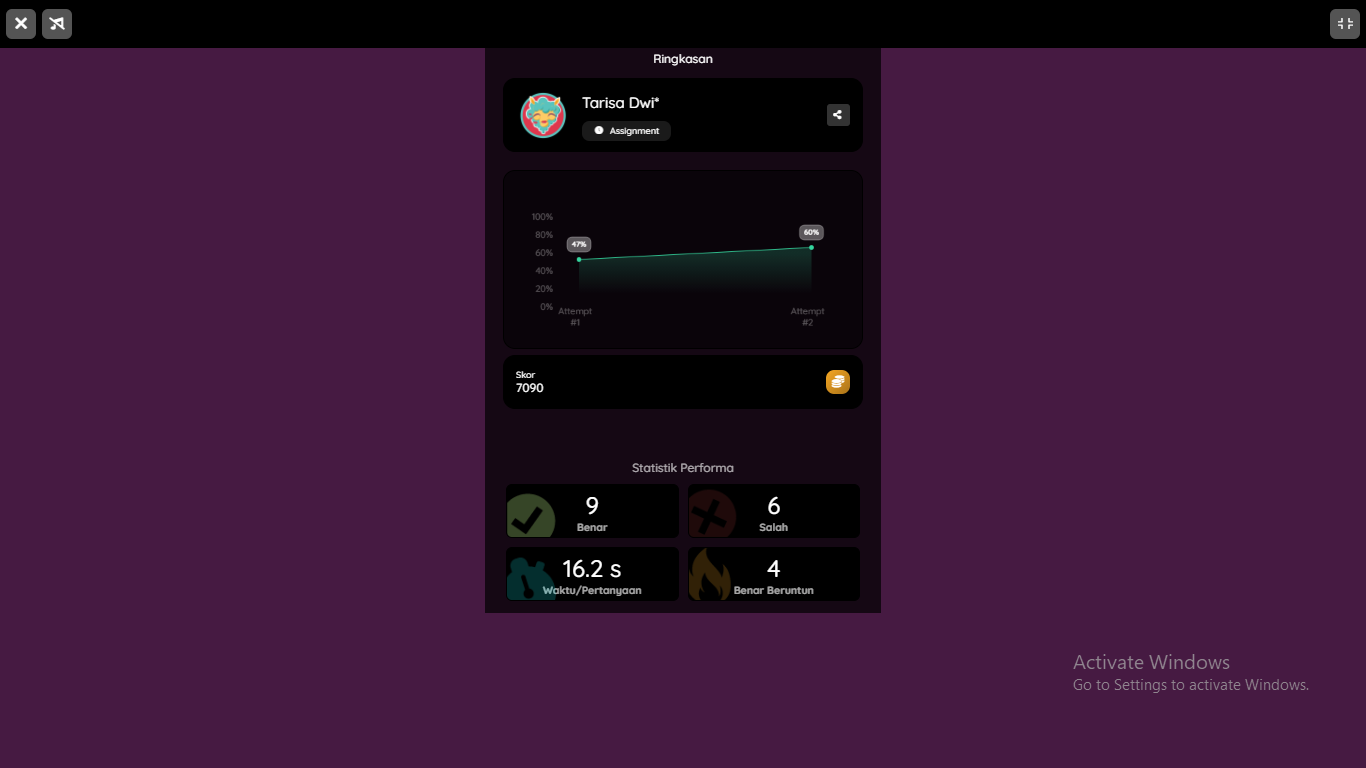 Ringkasan
Tarisa Dwi*
Assignment
100%
80%
60%
40%
20%
0%
47%
60%
Attempt
#1
Attempt
#2
Skor
7090
Statistik Performa
9
Benar
6
Salah
16.2 s
Waktu/Pertanyaan
4
Benar Beruntun
Activate Windows
Go to Settings to activate Windows.